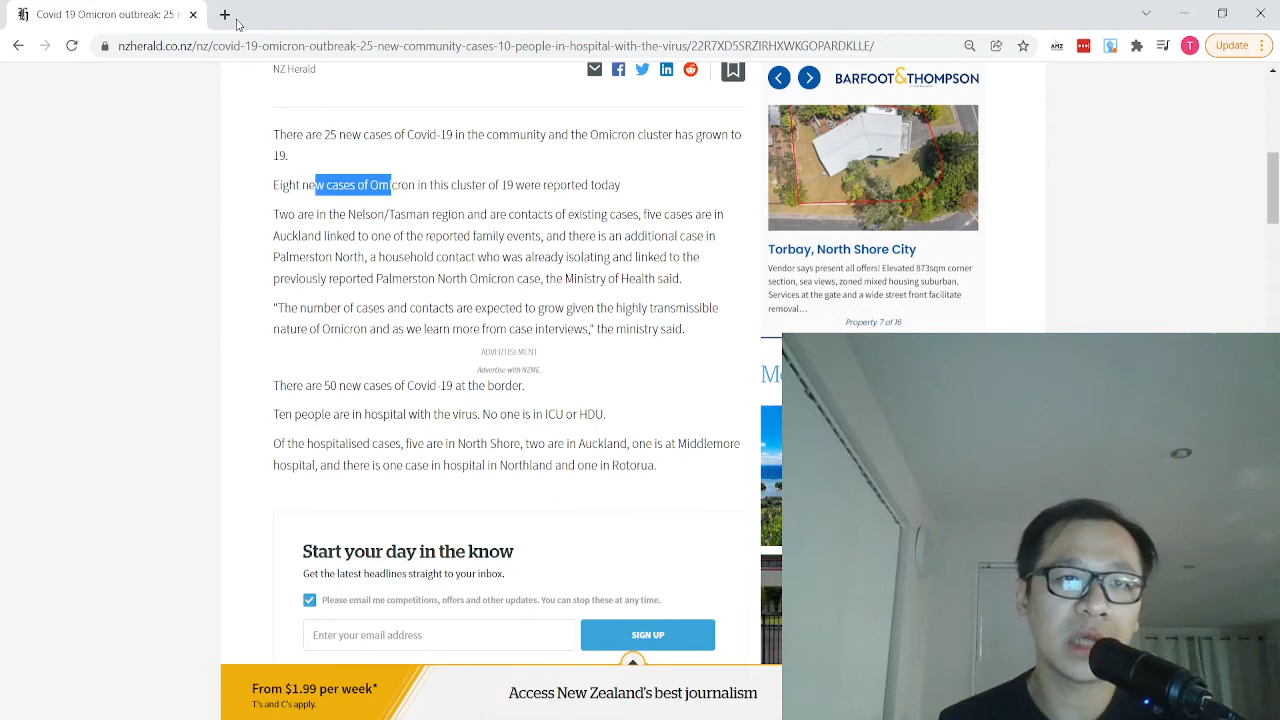 Covid 19 Omicron outbreak: 25 n
nzherald.co.nz/nz/covid-19-omicron-outbreak-25-new-community-cases-10-people-in-hospital-with-the-virus/22R7XD5SRZIRHXWKGOPARDKLLE/
T
Update
NZ Herald
There are 25 new cases of Covid-19 in the community and the Omicron cluster has grown to
19.
Eight new cases of Omicron in this cluster of 19 were reported today
Two are in the Nelson/Tasman region and are contacts of existing cases, five cases are in
Auckland linked to one of the reported family events, and there is an additional case in
Palmerston North, a household contact who was already isolating and linked to the
previously reported Palmerston North Omicron case, the Ministry of Health said.
"The number of cases and contacts are expected to grow given the highly transmissible
nature of Omicron and as we learn more from case interviews," the ministry said.
ADVERTISEMENT
Advertise with NZME.
There are 50 new cases of Covid-19 at the border.
Ten people are in hospital with the virus. No one is in ICU or HDU.
Of the hospitalised cases, five are in North Shore, two are in Auckland, one is at Middlemore
hospital, and there is one case in hospital in Northland and one in Rotorua.
Start your day in the know
Get the latest headlines straight to your inbox.
Please email me competitions, offers and other updates. You can stop these at any time.
Enter your email address
SIGN UP
From $1.99 per week*
T's and C's apply.
Access New Zealand's best journalism
BARFOOT & THOMPSON
Torbay, North Shore City
Vendor says present all offers! Elevated 873sqm corner
section, sea views, zoned mixed housing suburban.
Services at the gate and a wide street front facilitate
removal...
Property 7 of 16